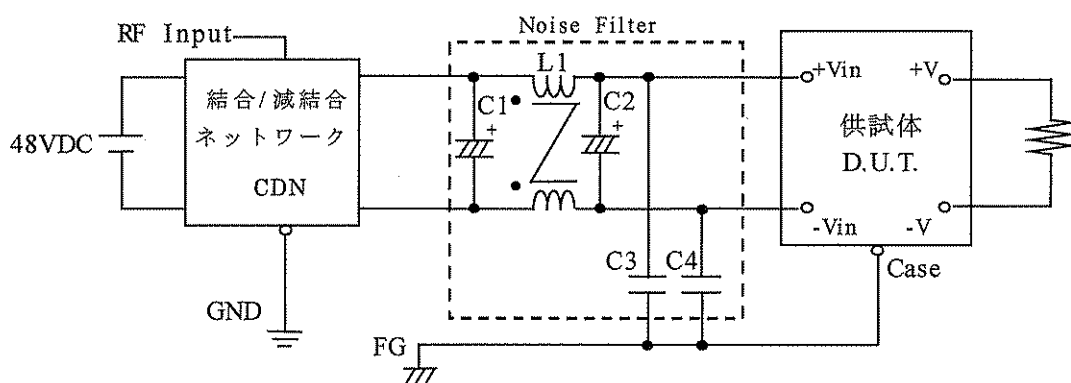 Noise Filter
RF Input
L1
+Vin
+V
結合/減結合
ネットワーク
CDN
C1
+
C2
+
供試体
D.U.T.
48VDC
-Vin
-V
C3
C4
Case
GND
FG